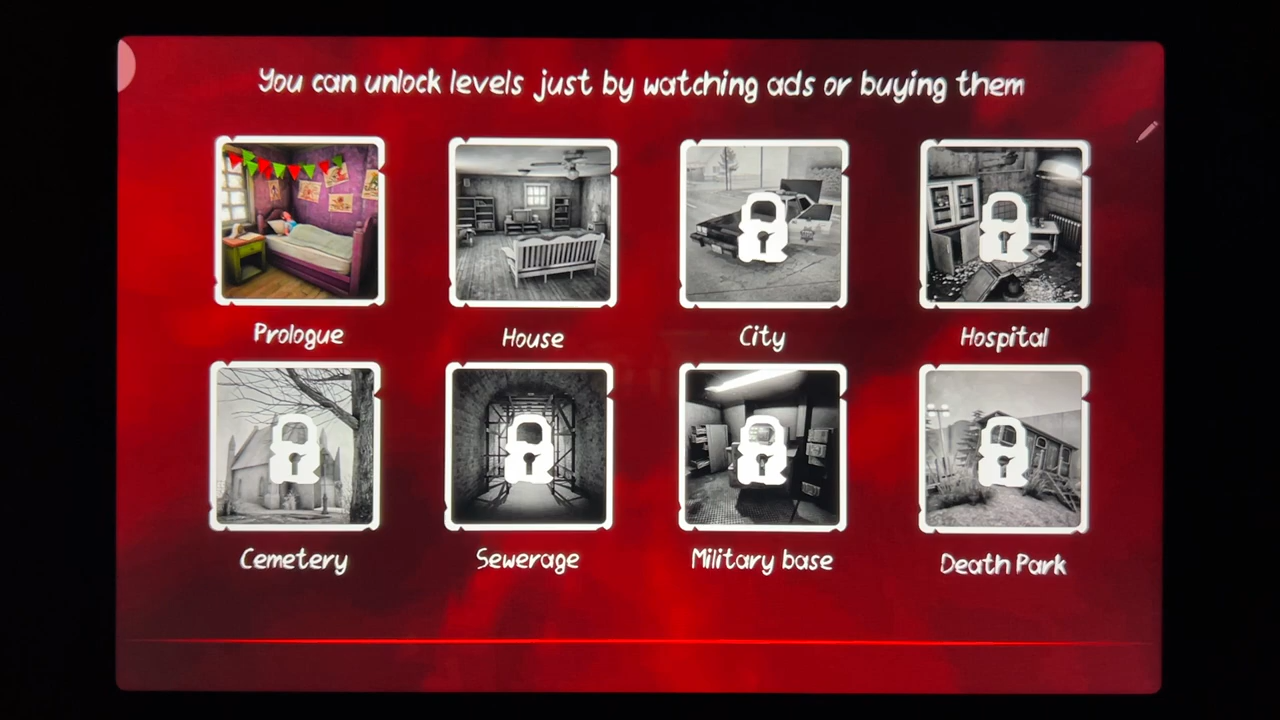 You can unlock levels just by watching ads or buying them
Prologue
House
City
Hospital
Cemetery
Sewerage
Military base
Death Park